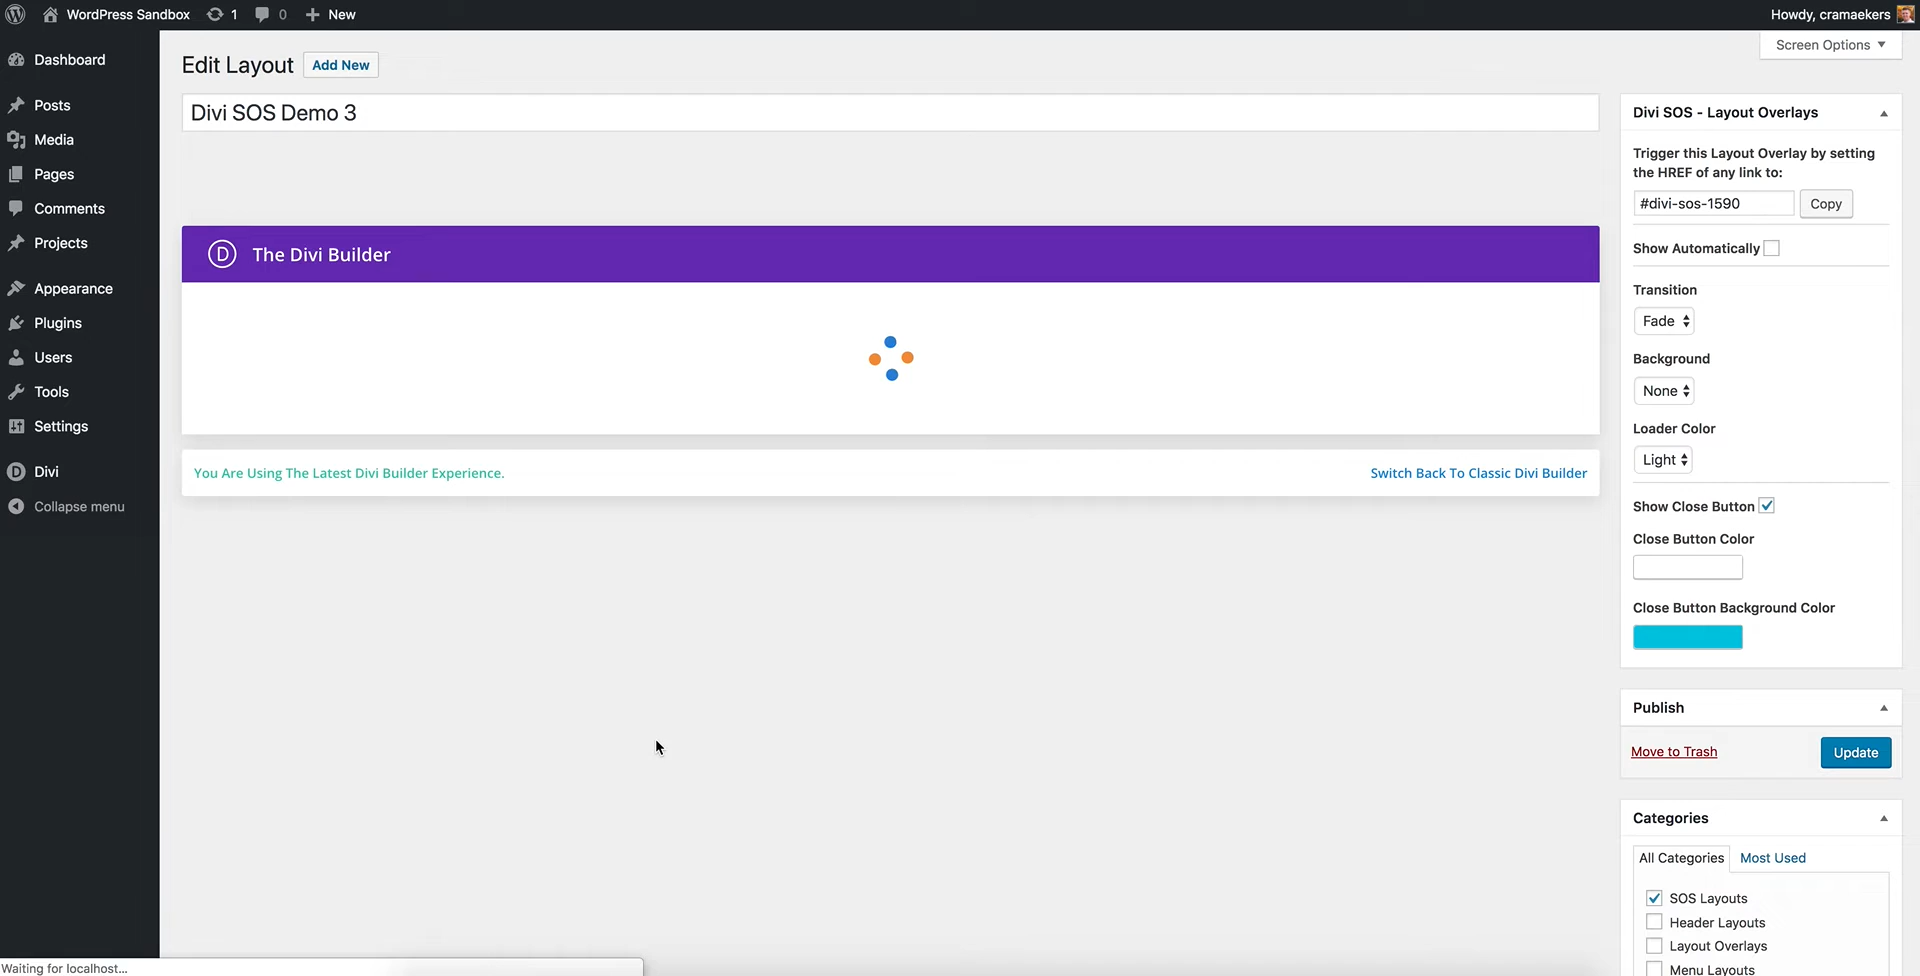 WordPress Sandbox 1 0 New Howdy, cramaekers
Screen Options
Dashboard
Posts
Media
Pages
Comments
Projects
Appearance
Plugins
Users
Tools
Settings
Divi
Collapse menu
Edit Layout Add New
Divi SOS Demo 3
D The Divi Builder
You Are Using The Latest Divi Builder Experience. Switch Back To Classic Divi Builder
Divi SOS - Layout Overlays
Trigger this Layout Overlay by setting
the HREF of any link to:
#divi-sos-1590 Copy
Show Automatically
Transition
Fade
Background
None
Loader Color
Light
Show Close Button
Close Button Color
Close Button Background Color
Publish
Move to Trash Update
Categories
All Categories Most Used
SOS Layouts
Header Layouts
Layout Overlays
Menu Layouts
Waiting for localhost...